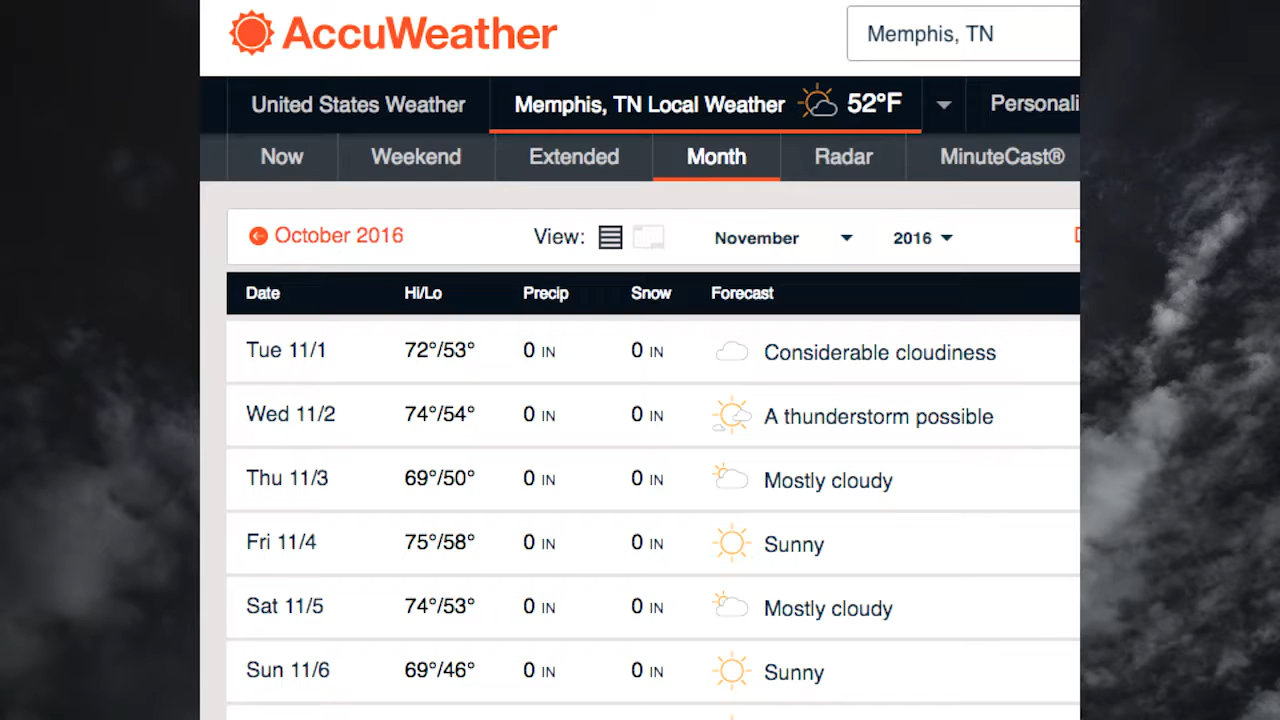 AccuWeather
Memphis, TN
United States Weather
Memphis, TN Local Weather 52°F
Personali
Now Weekend Extended Month Radar MinuteCast®
October 2016 View: November 2016
Date Hi/Lo Precip Snow Forecast
Tue 11/1 72°/53° 0 IN 0 IN Considerable cloudiness
Wed 11/2 74°/54° 0 IN 0 IN A thunderstorm possible
Thu 11/3 69°/50° 0 IN 0 IN Mostly cloudy
Fri 11/4 75°/58° 0 IN 0 IN Sunny
Sat 11/5 74°/53° 0 IN 0 IN Mostly cloudy
Sun 11/6 69°/46° 0 IN 0 IN Sunny